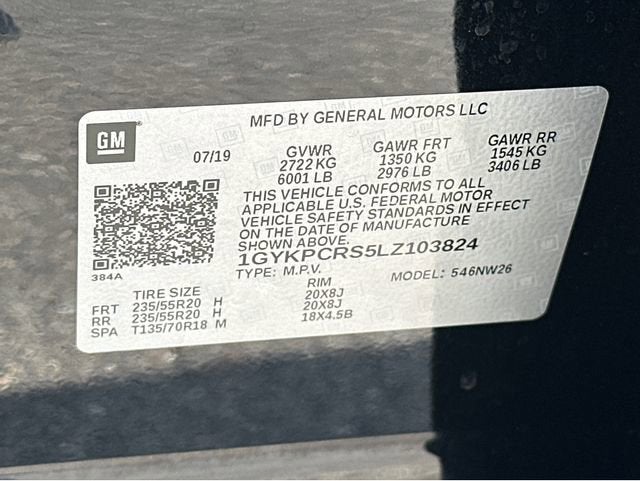 MFD BY GENERAL MOTORS LLC
GM
07/19
GVWR GAWR FRT GAWR RR
2722 KG 1350 KG 1545 KG
6001 LB 2976 LB 3406 LB
THIS VEHICLE CONFORMS TO ALL
APPLICABLE U.S. FEDERAL MOTOR
VEHICLE SAFETY STANDARDS IN EFFECT
ON THE DATE OF MANUFACTURE
SHOWN ABOVE.
1GYKPCRS5LZ103824
384A
TYPE: M.P.V. MODEL: 546NW26
TIRE SIZE RIM
FRT 235/55R20 H 20X8J
RR 235/55R20 H 20X8J
SPA T135/70R18 M 18X4.5B